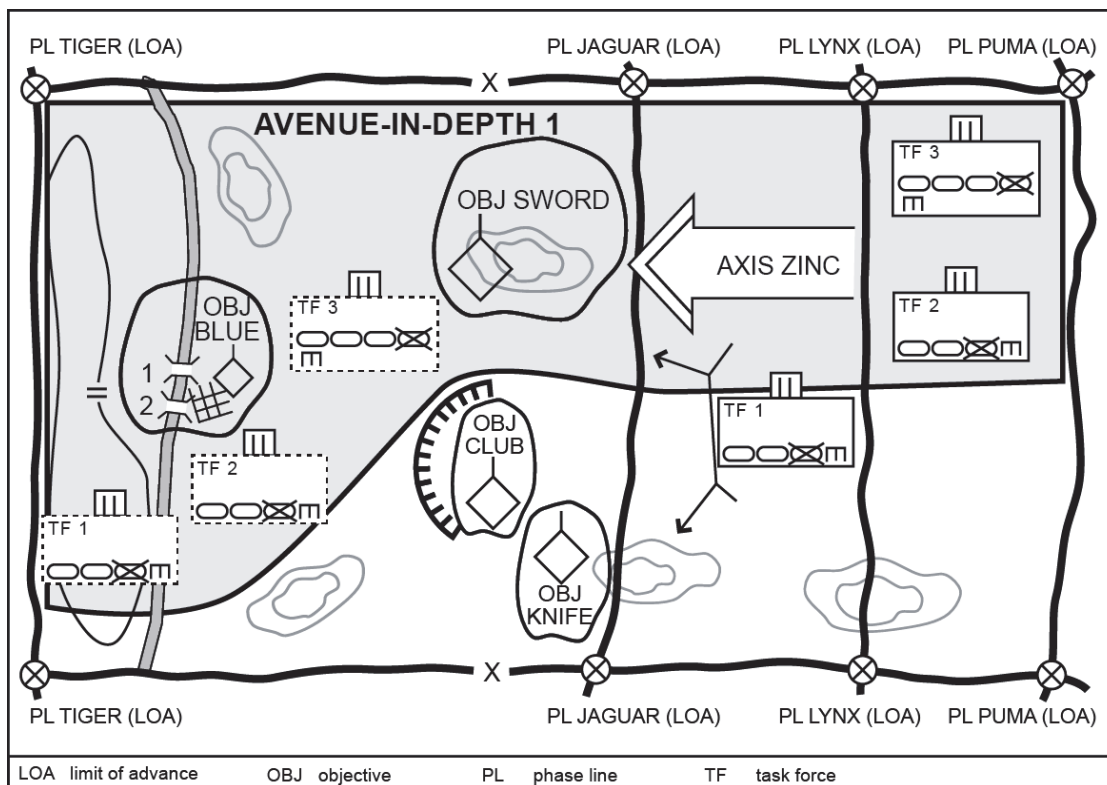 PL TIGER (LOA)
PL JAGUAR (LOA)
PL LYNX (LOA)
PL PUMA (LOA)
X
AVENUE-IN-DEPTH 1
TF 3
OBJ SWORD
AXIS ZINC
TF 3
TF 2
OBJ
BLUE
1
2
TF 1
OBJ
CLUB
TF 2
TF 1
OBJ
KNIFE
X
PL TIGER (LOA)
PL JAGUAR (LOA)
PL LYNX (LOA)
PL PUMA (LOA)
LOA limit of advance
OBJ objective
PL phase line
TF task force